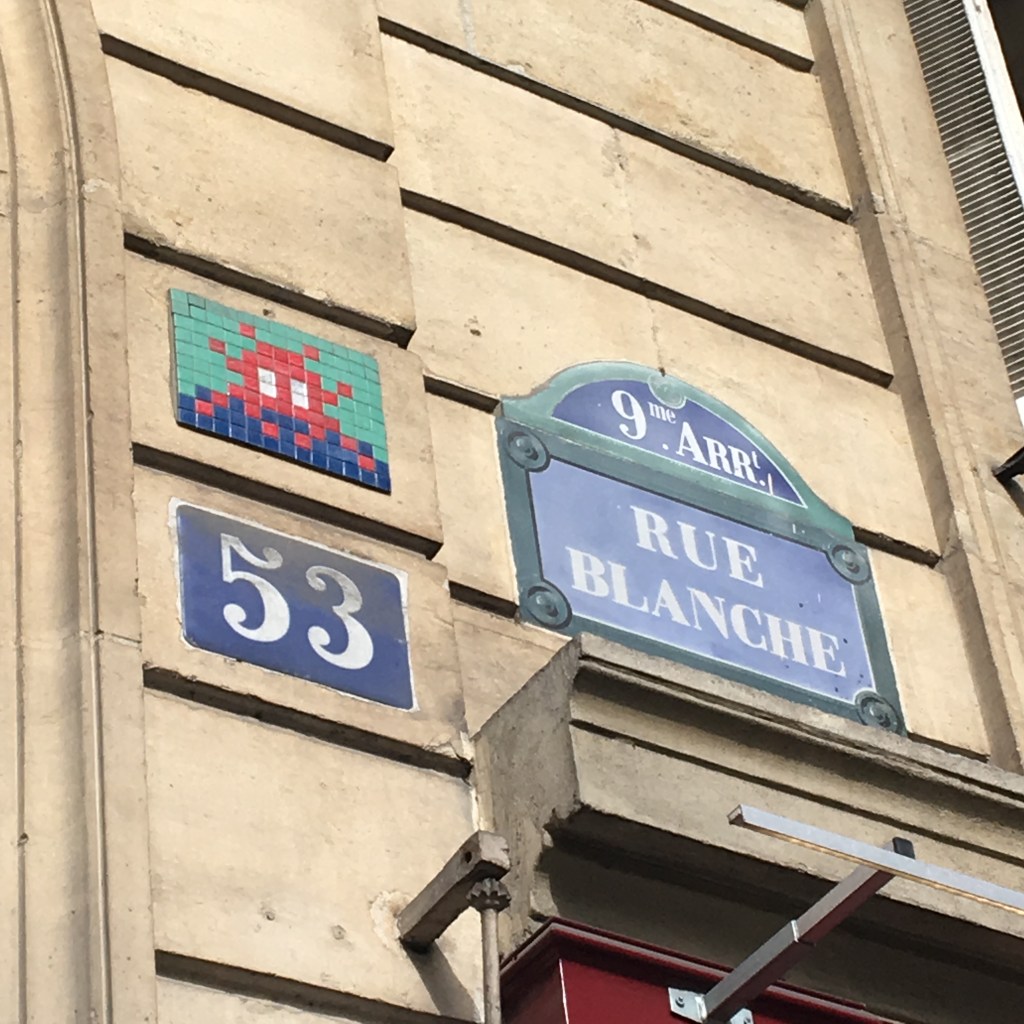 53
9me ARRt.
RUE
BLANCHE